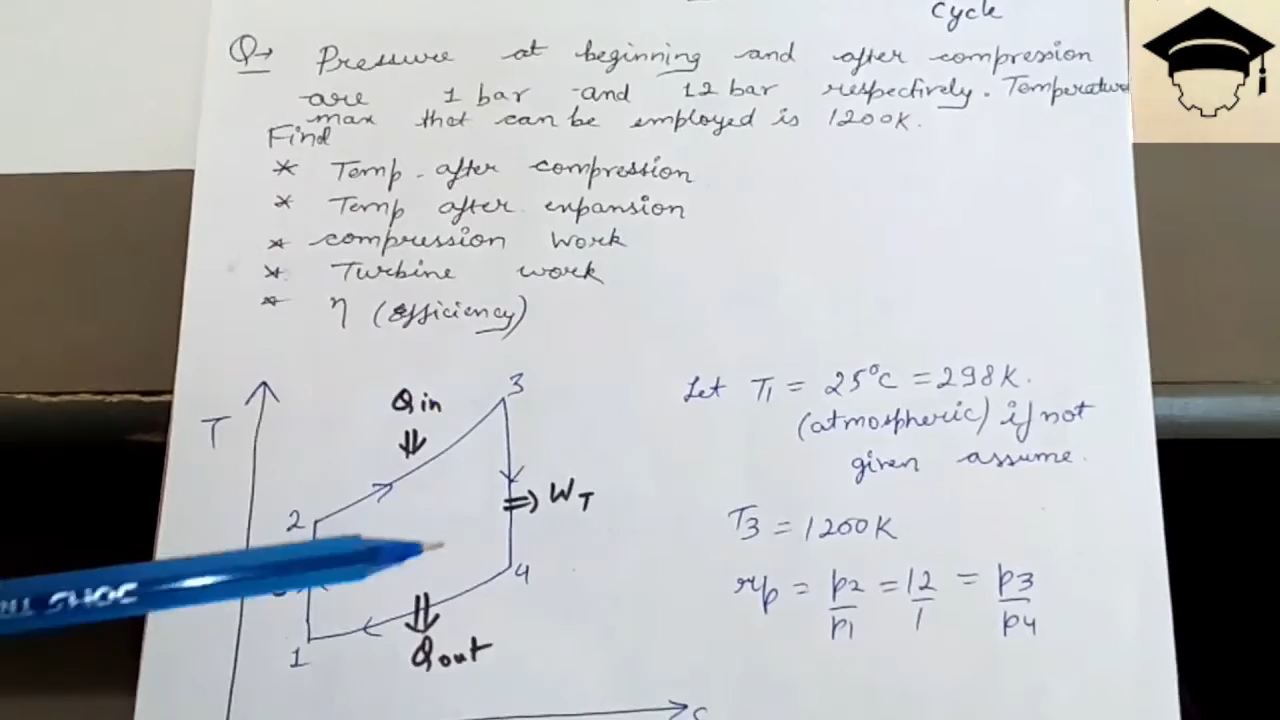 Cycle
Q→ Pressure at beginning and after compression
are 1 bar and 12 bar respectively. Temperature
max that can be employed is 1200K.
Find
* Temp. after compression
* Temp after expansion
* compression Work
* Turbine work
* η (efficiency)
T
Qin
3
2
WT
4
1
Qout
S
Let T1 = 25°C = 298K.
(atmospheric) if not
given assume.
T3 = 1200K
rp = p2/p1 = 12/1 = p3/p4